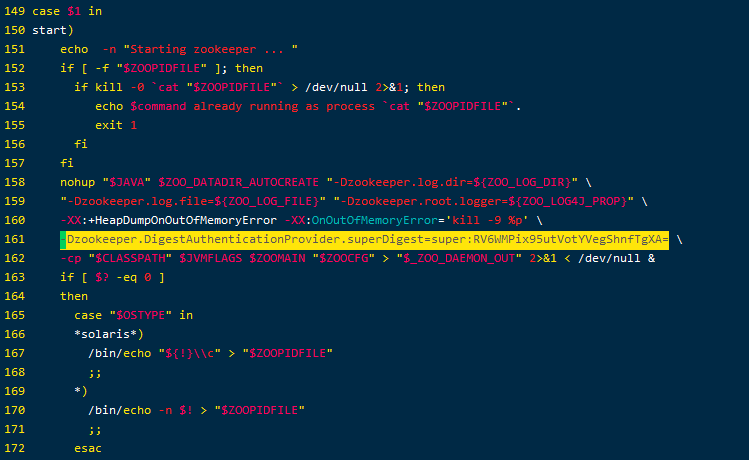 149 case $1 in
150 start)
151     echo  -n "Starting zookeeper ... "
152     if [ -f "$ZOOPIDFILE" ]; then
153       if kill -0 `cat "$ZOOPIDFILE"` > /dev/null 2>&1; then
154          echo $command already running as process `cat "$ZOOPIDFILE"`.
155          exit 1
156       fi
157     fi
158     nohup "$JAVA" $ZOO_DATADIR_AUTOCREATE "-Dzookeeper.log.dir=${ZOO_LOG_DIR}" \
159     "-Dzookeeper.log.file=${ZOO_LOG_FILE}" "-Dzookeeper.root.logger=${ZOO_LOG4J_PROP}" \
160     -XX:+HeapDumpOnOutOfMemoryError -XX:OnOutOfMemoryError='kill -9 %p' \
161     -Dzookeeper.DigestAuthenticationProvider.superDigest=super:RV6WMPix95utVotYVegShnfTgXA= \
162     -cp "$CLASSPATH" $JVMFLAGS $ZOOMAIN "$ZOOCFG" > "$_ZOO_DAEMON_OUT" 2>&1 < /dev/null &
163     if [ $? -eq 0 ]
164     then
165       case "$OSTYPE" in
166       *solaris*)
167         /bin/echo "${!}\\c" > "$ZOOPIDFILE"
168         ;;
169       *)
170         /bin/echo -n $! > "$ZOOPIDFILE"
171         ;;
172       esac